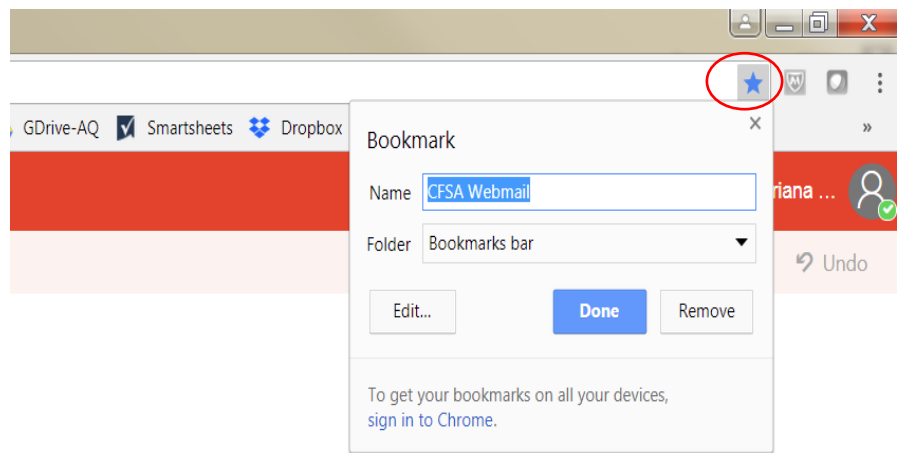 GDrive-AQ Smartsheets Dropbox »
Bookmark
Name CFSA Webmail
riana ...
Folder Bookmarks bar
Undo
Edit... Done Remove
To get your bookmarks on all your devices,
sign in to Chrome.